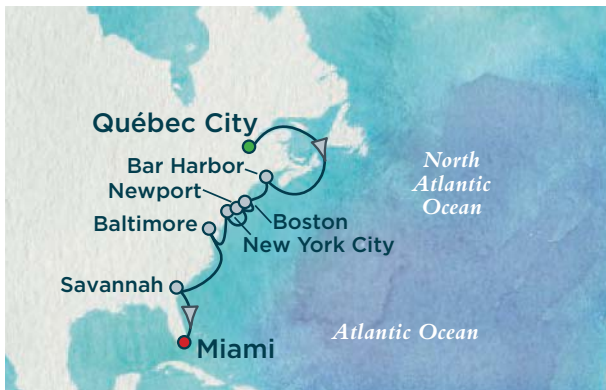 Québec City
Bar Harbor
North
Atlantic
Ocean
Newport
Boston
Baltimore
New York City
Savannah
Atlantic Ocean
Miami